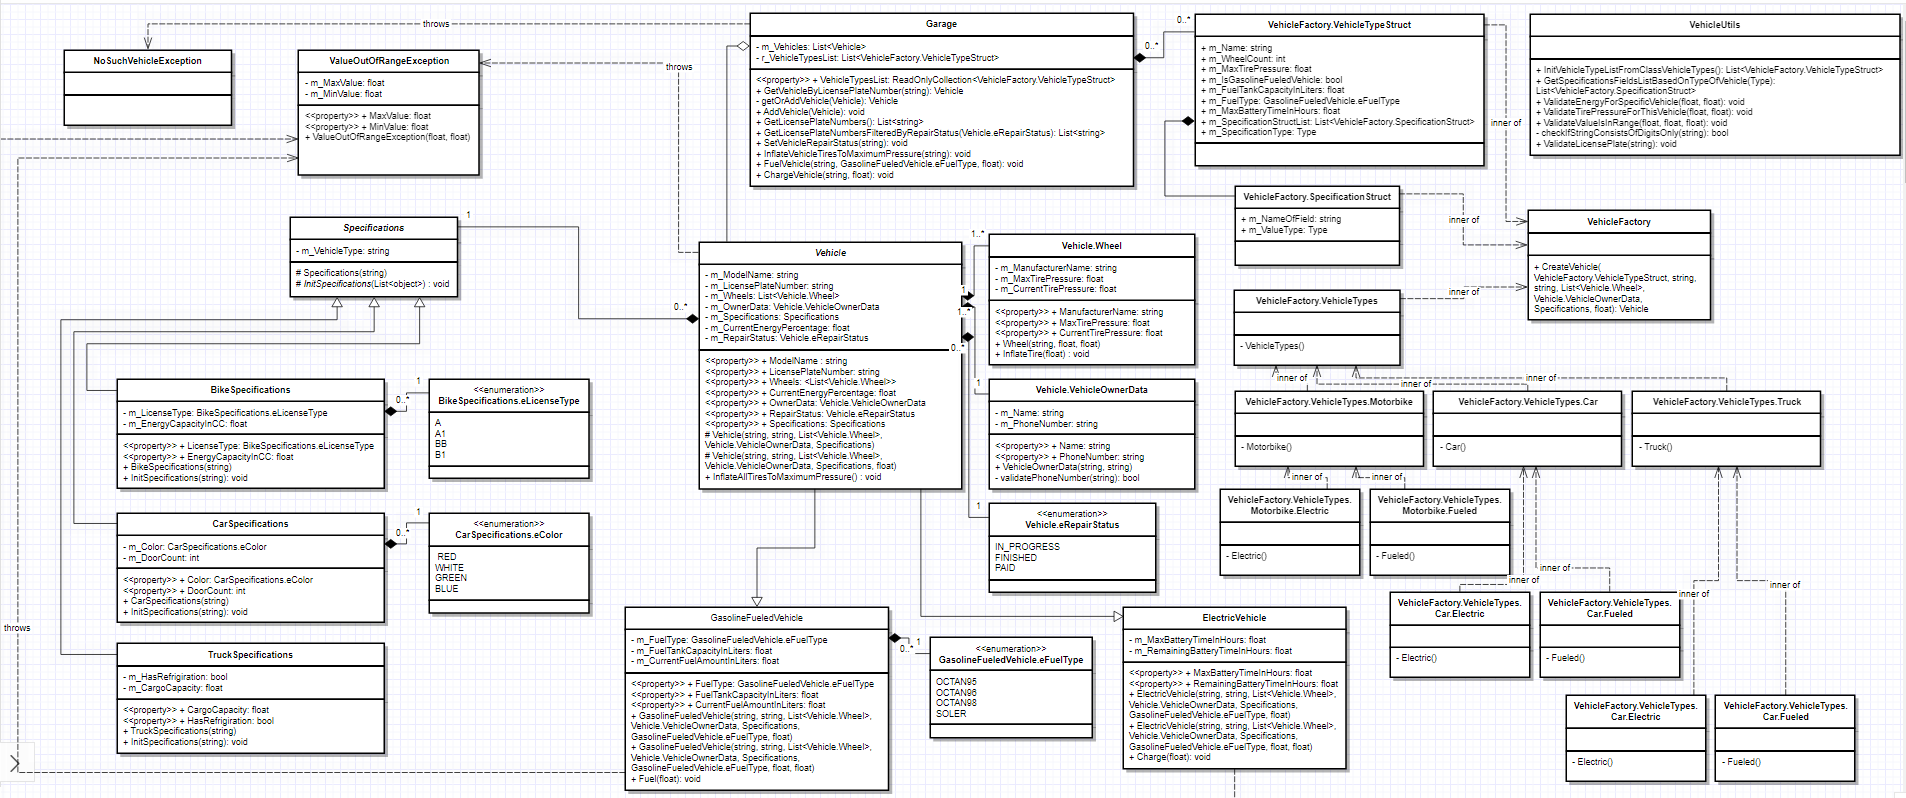 throws
NoSuchVehicleException
ValueOutOfRangeException
- m_MaxValue: float
- m_MinValue: float
<<property>> + MaxValue: float
<<property>> + MinValue: float
+ ValueOutOfRangeException(float, float)
throws
Garage
- m_Vehicles: List<Vehicle>
- r_VehicleTypesList: List<VehicleFactory.VehicleTypeStruct>
<<property>> + VehicleTypesList: ReadOnlyCollection<VehicleFactory.VehicleTypeStruct>
+ GetVehicleByLicensePlateNumber(string): Vehicle
- getOrAddVehicle(Vehicle): Vehicle
+ AddVehicle(Vehicle): void
+ GetLicensePlateNumbers(): List<string>
+ GetLicensePlateNumbersFilteredByRepairStatus(Vehicle.eRepairStatus): List<string>
+ SetVehicleRepairStatus(string): void
+ InflateVehicleTiresToMaximumPressure(string): void
+ FuelVehicle(string, GasolineFueledVehicle.eFuelType, float): void
+ ChargeVehicle(string, float): void
0..*
0..*
VehicleFactory.VehicleTypeStruct
+ m_Name: string
+ m_WheelCount: int
+ m_MaxTirePressure: float
+ m_IsGasolineFueledVehicle: bool
+ m_FuelTankCapacityInLiters: float
+ m_FuelType: GasolineFueledVehicle.eFuelType
+ m_MaxBatteryTimeInHours: float
+ m_SpecificationStructList: List<VehicleFactory.SpecificationStruct>
+ m_SpecificationType: Type
inner of
VehicleUtils
+ InitVehicleTypeListFromClassVehicleTypes(): List<VehicleFactory.VehicleTypeStruct>
+ GetSpecificationsFieldsListBasedOnTypeOfVehicle(Type):
List<VehicleFactory.SpecificationStruct>
+ ValidateEnergyForSpecificVehicle(float, float): void
+ ValidateTirePressureForThisVehicle(float, float): void
+ ValidateValueIsInRange(float, float, float): void
- checkIfStringConsistsOfDigitsOnly(string): bool
+ ValidateLicensePlate(string): void
VehicleFactory.SpecificationStruct
+ m_NameOfField: string
+ m_ValueType: Type
inner of
VehicleFactory
+ CreateVehicle(
VehicleFactory.VehicleTypeStruct, string,
string, List<Vehicle.Wheel>,
Vehicle.VehicleOwnerData,
Specifications, float): Vehicle
inner of
VehicleFactory.VehicleTypes
- VehicleTypes()
Specifications
- m_VehicleType: string
# Specifications(string)
# InitSpecifications(List<object>) : void
1
0..*
Vehicle
- m_ModelName: string
- m_LicensePlateNumber: string
- m_Wheels: List<Vehicle.Wheel>
- m_OwnerData: Vehicle.VehicleOwnerData
- m_Specifications: Specifications
- m_CurrentEnergyPercentage: float
- m_RepairStatus: Vehicle.eRepairStatus
<<property>> + ModelName : string
<<property>> + LicensePlateNumber: string
<<property>> + Wheels: <List<Vehicle.Wheel>>
<<property>> + CurrentEnergyPercentage: float
<<property>> + OwnerData: Vehicle.VehicleOwnerData
<<property>> + RepairStatus: Vehicle.eRepairStatus
<<property>> + Specifications: Specifications
# Vehicle(string, string, List<Vehicle.Wheel>,
Vehicle.VehicleOwnerData, Specifications)
# Vehicle(string, string, List<Vehicle.Wheel>,
Vehicle.VehicleOwnerData, Specifications, float)
+ InflateAllTiresToMaximumPressure() : void
1..*
1
1..*
0..*
1
1
Vehicle.Wheel
- m_ManufacturerName: string
- m_MaxTirePressure: float
- m_CurrentTirePressure: float
<<property>> + ManufacturerName: string
<<property>> + MaxTirePressure: float
<<property>> + CurrentTirePressure: float
+ Wheel(string, float, float)
+ InflateTire(float) : void
Vehicle.VehicleOwnerData
- m_Name: string
- m_PhoneNumber: string
<<property>> + Name: string
<<property>> + PhoneNumber: string
+ VehicleOwnerData(string, string)
- validatePhoneNumber(string): bool
<<enumeration>>
Vehicle.eRepairStatus
IN_PROGRESS
FINISHED
PAID
BikeSpecifications
- m_LicenseType: BikeSpecifications.eLicenseType
- m_EnergyCapacityInCC: float
<<property>> + LicenseType: BikeSpecifications.eLicenseType
<<property>> + EnergyCapacityInCC: float
+ BikeSpecifications(string)
+ InitSpecifications(string): void
0..*
1
<<enumeration>>
BikeSpecifications.eLicenseType
A
A1
BB
B1
CarSpecifications
- m_Color: CarSpecifications.eColor
- m_DoorCount: int
<<property>> + Color: CarSpecifications.eColor
<<property>> + DoorCount: int
+ CarSpecifications(string)
+ InitSpecifications(string): void
0..*
1
<<enumeration>>
CarSpecifications.eColor
RED
WHITE
GREEN
BLUE
throws
TruckSpecifications
- m_HasRefrigiration: bool
- m_CargoCapacity: float
<<property>> + CargoCapacity: float
<<property>> + HasRefrigiration: bool
+ TruckSpecifications(string)
+ InitSpecifications(string): void
GasolineFueledVehicle
- m_FuelType: GasolineFueledVehicle.eFuelType
- m_FuelTankCapacityInLiters: float
- m_CurrentFuelAmountInLiters: float
<<property>> + FuelType: GasolineFueledVehicle.eFuelType
<<property>> + FuelTankCapacityInLiters: float
<<property>> + CurrentFuelAmountInLiters: float
+ GasolineFueledVehicle(string, string, List<Vehicle.Wheel>,
Vehicle.VehicleOwnerData, Specifications,
GasolineFueledVehicle.eFuelType, float)
+ GasolineFueledVehicle(string, string, List<Vehicle.Wheel>,
Vehicle.VehicleOwnerData, Specifications,
GasolineFueledVehicle.eFuelType, float, float)
+ Fuel(float): void
0..*
1
<<enumeration>>
GasolineFueledVehicle.eFuelType
OCTAN95
OCTAN96
OCTAN98
SOLER
ElectricVehicle
- m_MaxBatteryTimeInHours: float
- m_RemainingBatteryTimeInHours: float
<<property>> + MaxBatteryTimeInHours: float
<<property>> + RemainingBatteryTimeInHours: float
+ ElectricVehicle(string, string, List<Vehicle.Wheel>,
Vehicle.VehicleOwnerData, Specifications,
GasolineFueledVehicle.eFuelType, float)
+ ElectricVehicle(string, string, List<Vehicle.Wheel>,
Vehicle.VehicleOwnerData, Specifications,
GasolineFueledVehicle.eFuelType, float, float)
+ Charge(float): void
inner of
inner of
inner of
VehicleFactory.VehicleTypes.Motorbike
- Motorbike()
VehicleFactory.VehicleTypes.Car
- Car()
VehicleFactory.VehicleTypes.Truck
- Truck()
inner of
inner of
VehicleFactory.VehicleTypes.
Motorbike.Electric
- Electric()
VehicleFactory.VehicleTypes.
Motorbike.Fueled
- Fueled()
inner of
inner of
VehicleFactory.VehicleTypes.
Car.Electric
- Electric()
VehicleFactory.VehicleTypes.
Car.Fueled
- Fueled()
inner of
inner of
VehicleFactory.VehicleTypes.
Car.Electric
- Electric()
VehicleFactory.VehicleTypes.
Car.Fueled
- Fueled()